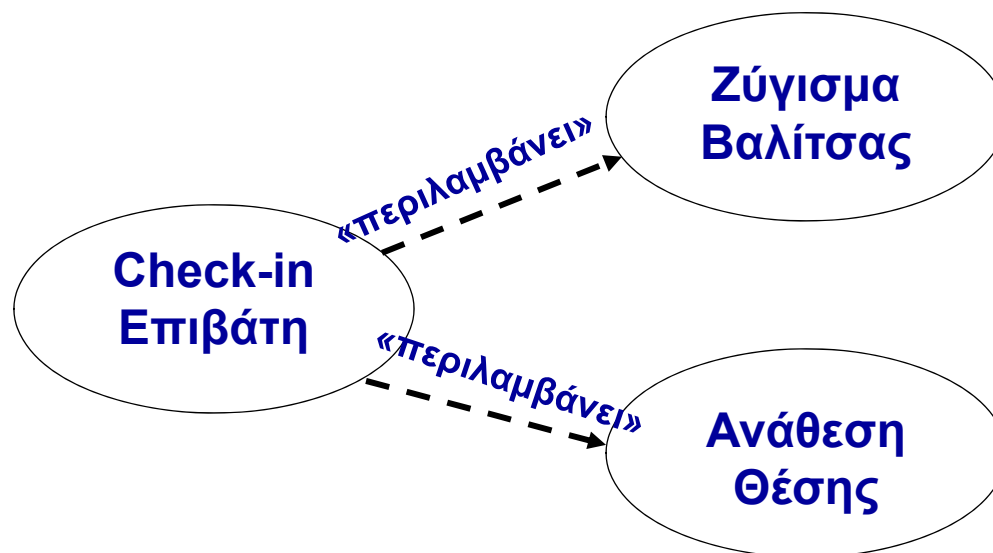 Ζύγισμα
Βαλίτσας
«περιλαμβάνει»
Check-in
Επιβάτη
«περιλαμβάνει»
Ανάθεση
Θέσης